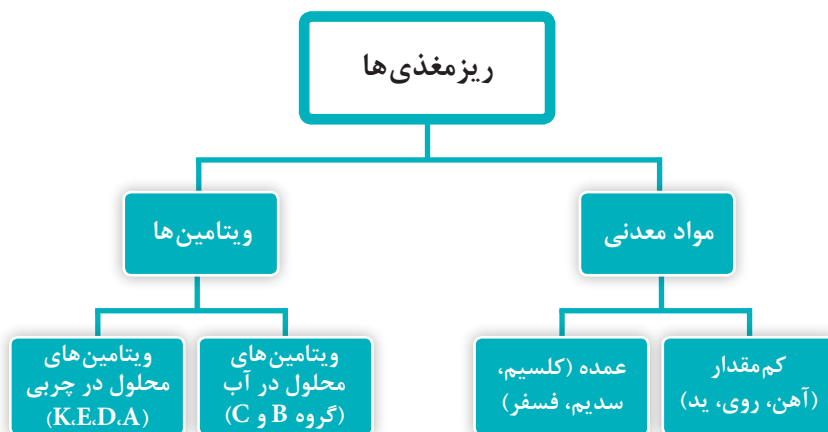 ریزمغذی‌ها
مواد معدنی
ویتامین‌ها
کم‌مقدار
(آهن، روی، ید)
عمده (کلسیم،
سدیم، فسفر)
ویتامین‌های
محلول در آب
(گروه B و C)
ویتامین‌های
محلول در چربی
(K،E،D،A)